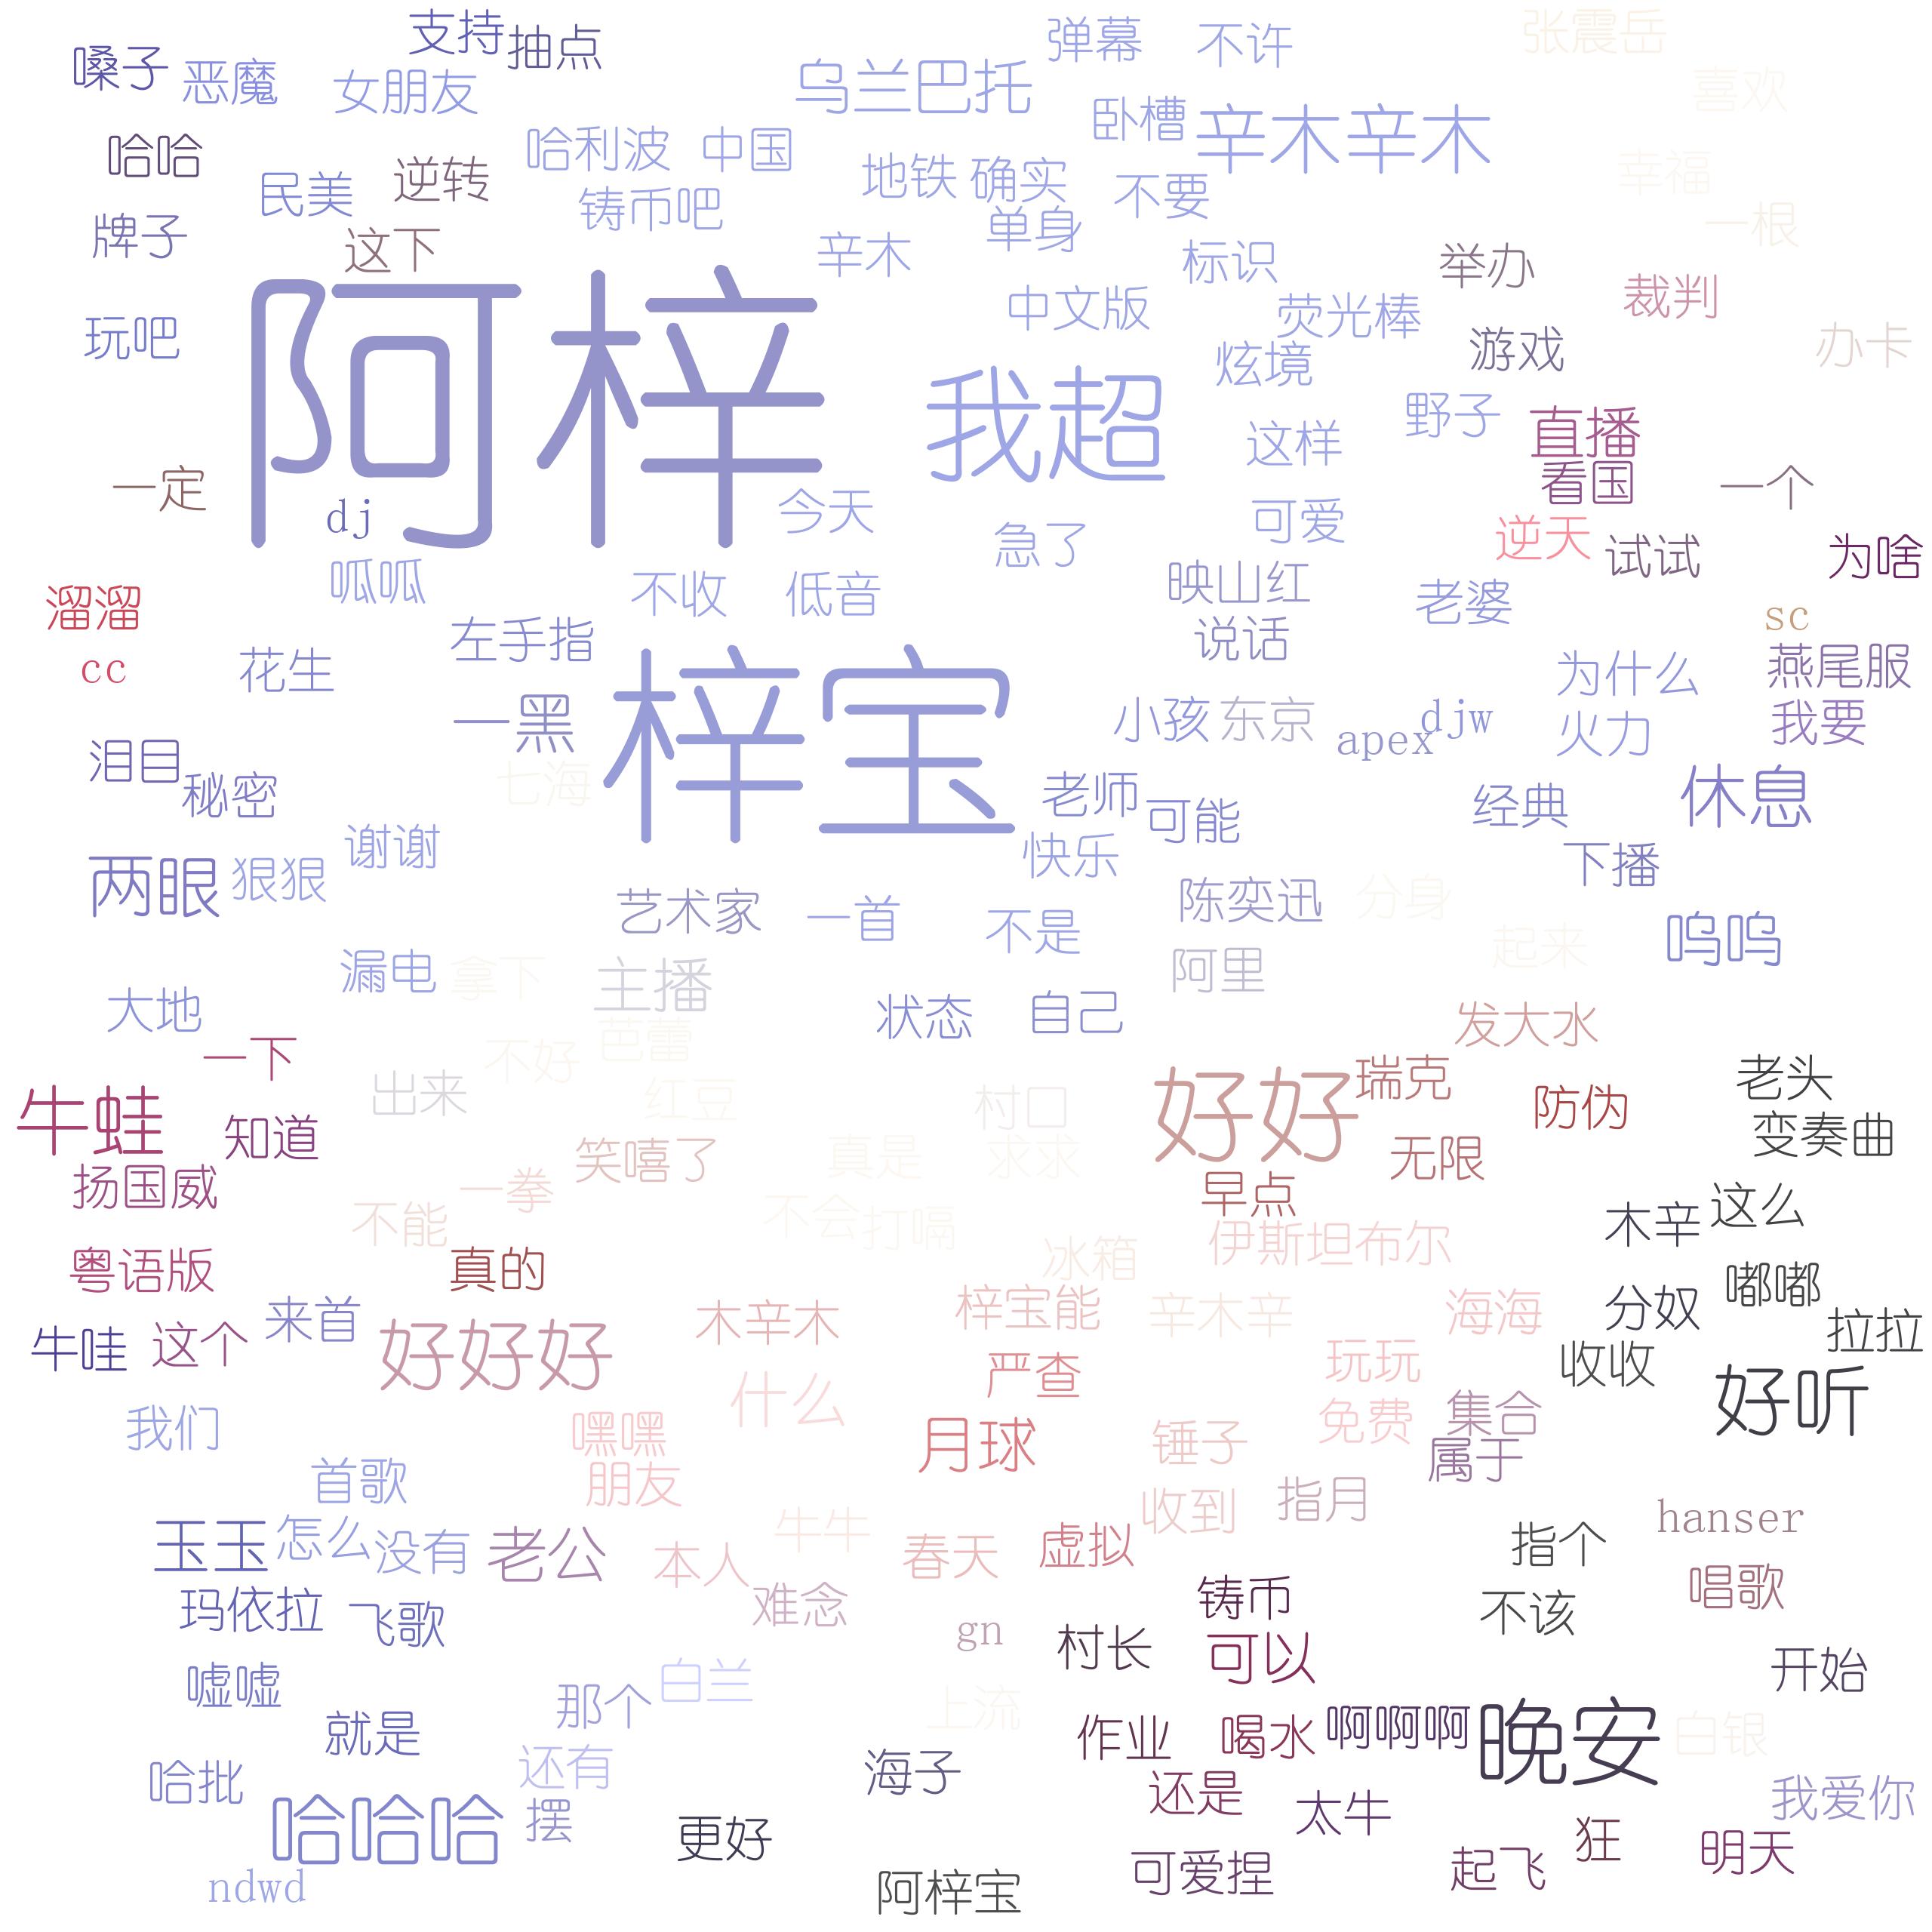 支持
抽点
弹幕
不许
张震岳
嗓子
恶魔
女朋友
乌兰巴托
喜欢
卧槽
辛木辛木
哈哈
哈利波
中国
民美
逆转
地铁
确实
幸福
铸币吧
不要
牌子
单身
一根
这下
辛木
标识
举办
中文版
荧光棒
裁判
玩吧
游戏
办卡
阿梓
我超
炫境
野子
直播
这样
看国
一定
一个
dj
今天
可爱
急了
逆天
试试
为啥
呱呱
不收
低音
映山红
溜溜
老婆
sc
左手指
说话
cc
花生
为什么
燕尾服
一黑
梓宝
小孩
东京
apex
djw
火力
我要
泪目
秘密
七海
老师
可能
经典
休息
谢谢
快乐
下播
两眼
狠狠
艺术家
一首
不是
陈奕迅
分身
起来
呜呜
漏电
拿下
主播
阿里
大地
状态
自己
发大水
芭蕾
一下
不好
出来
红豆
村口
好好
瑞克
防伪
老头
牛蛙
知道
变奏曲
笑嘻了
真是
求求
无限
扬国威
一拳
早点
不能
不会
打嗝
木辛
这么
粤语版
真的
冰箱
伊斯坦布尔
嘟嘟
来首
木辛木
梓宝能
辛木辛
海海
分奴
拉拉
牛哇
这个
好好好
严查
玩玩
收收
什么
好听
我们
嘿嘿
月球
锤子
免费
集合
属于
首歌
朋友
收到
指月
hanser
玉玉
怎么
没有
老公
本人
牛牛
春天
虚拟
指个
玛依拉
飞歌
难念
gn
铸币
不该
唱歌
村长
可以
开始
嘘嘘
那个
白兰
上流
就是
还有
作业
喝水
啊啊啊
晚安
白银
哈批
海子
还是
太牛
我爱你
哈哈哈
摆
更好
狂
明天
ndwd
阿梓宝
可爱捏
起飞